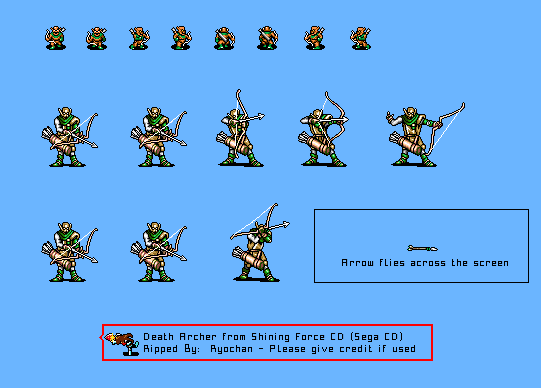 Arrow flies across the screen
Death Archer from Shining Force CD (Sega CD)
Ripped By: Ryochan - Please give credit if used